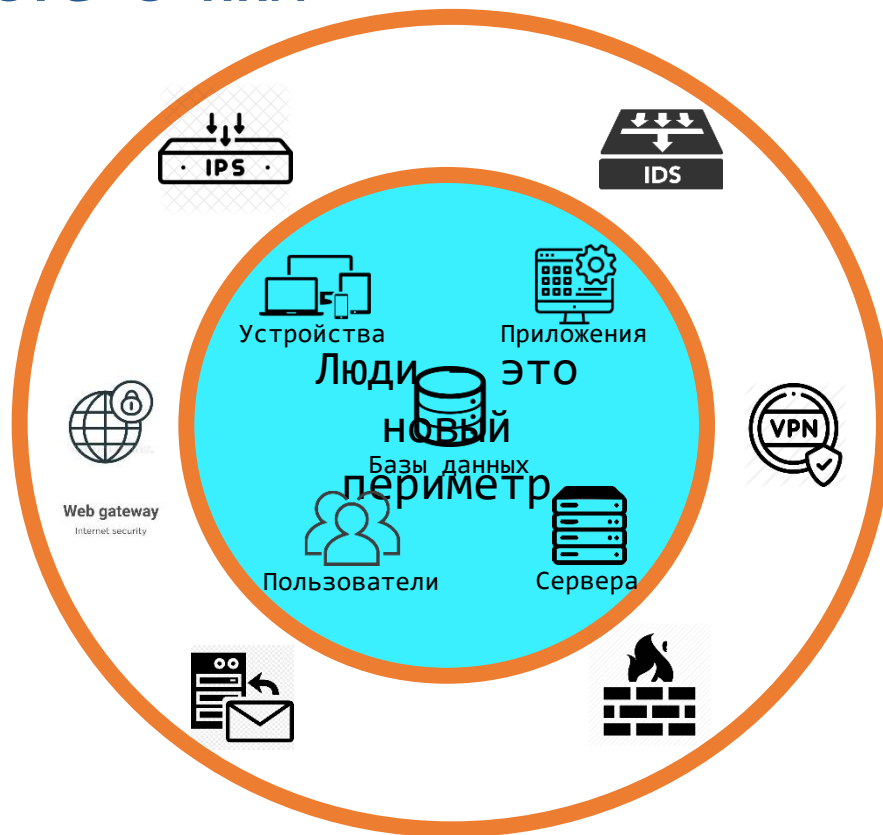 IPS
IDS
Устройства
Приложения
Люди - это
новый
периметр
Базы данных
VPN
Web gateway
Internet security
Пользователи
Сервера